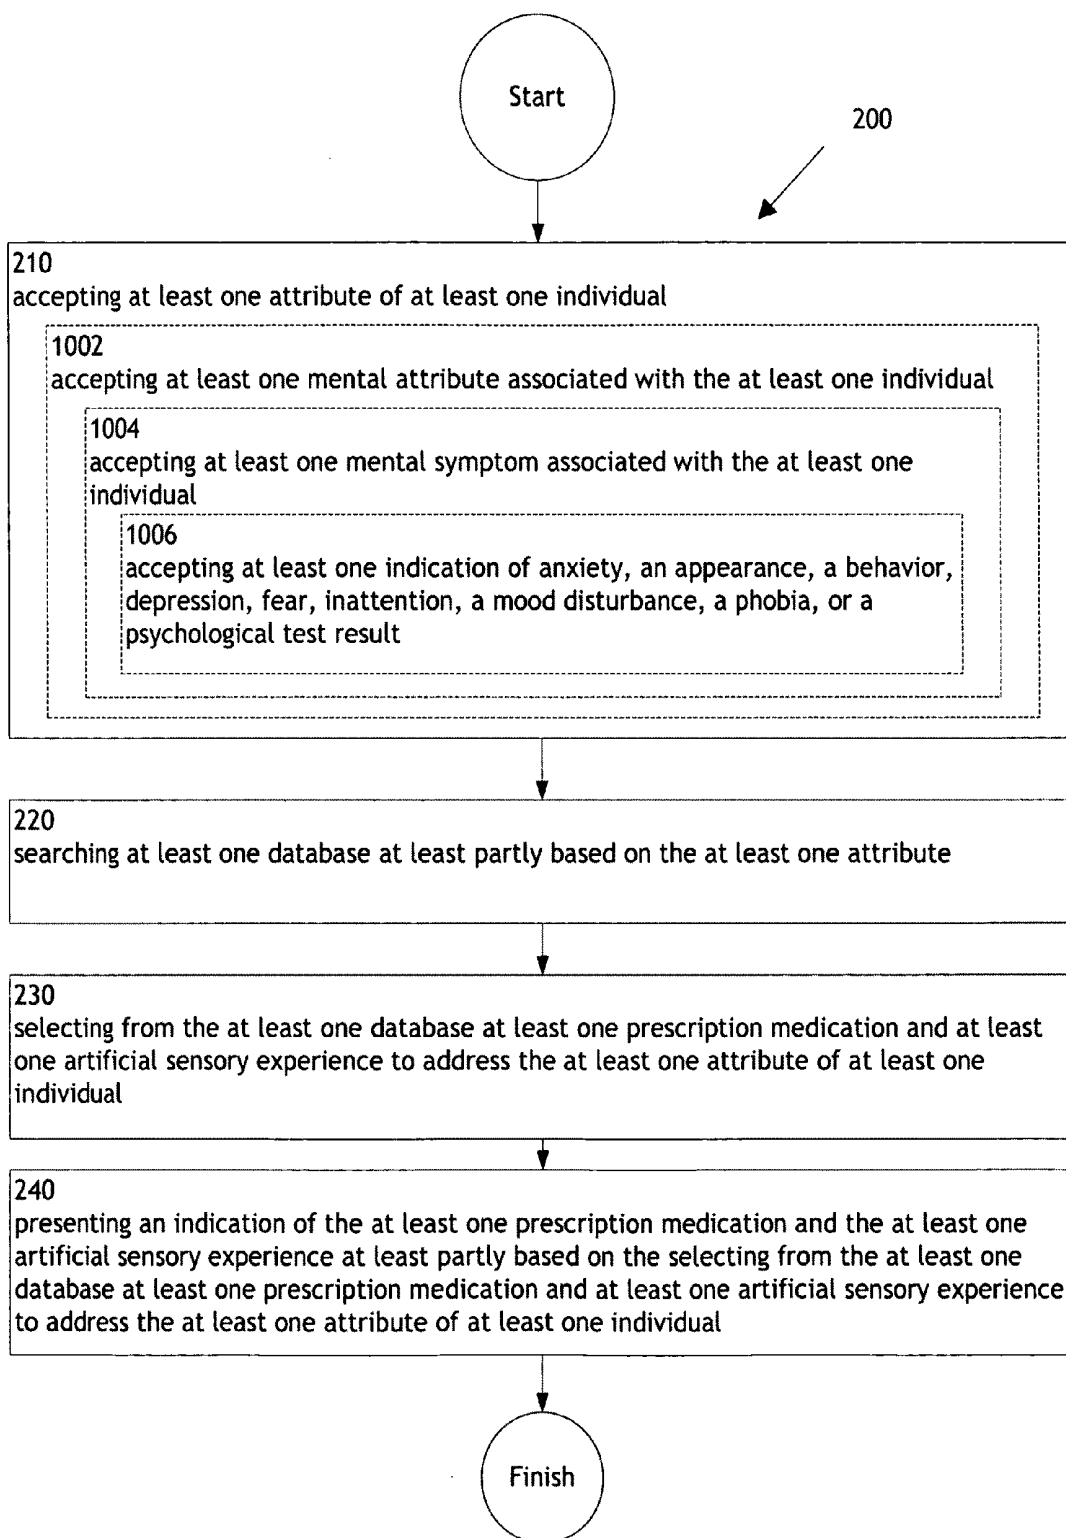 Start
200
210
accepting at least one attribute of at least one individual
1002
accepting at least one mental attribute associated with the at least one individual
1004
accepting at least one mental symptom associated with the at least one
individual
1006
accepting at least one indication of anxiety, an appearance, a behavior,
depression, fear, inattention, a mood disturbance, a phobia, or a
psychological test result
220
searching at least one database at least partly based on the at least one attribute
230
selecting from the at least one database at least one prescription medication and at least
one artificial sensory experience to address the at least one attribute of at least one
individual
240
presenting an indication of the at least one prescription medication and the at least one
artificial sensory experience at least partly based on the selecting from the at least one
database at least one prescription medication and at least one artificial sensory experience
to address the at least one attribute of at least one individual
Finish